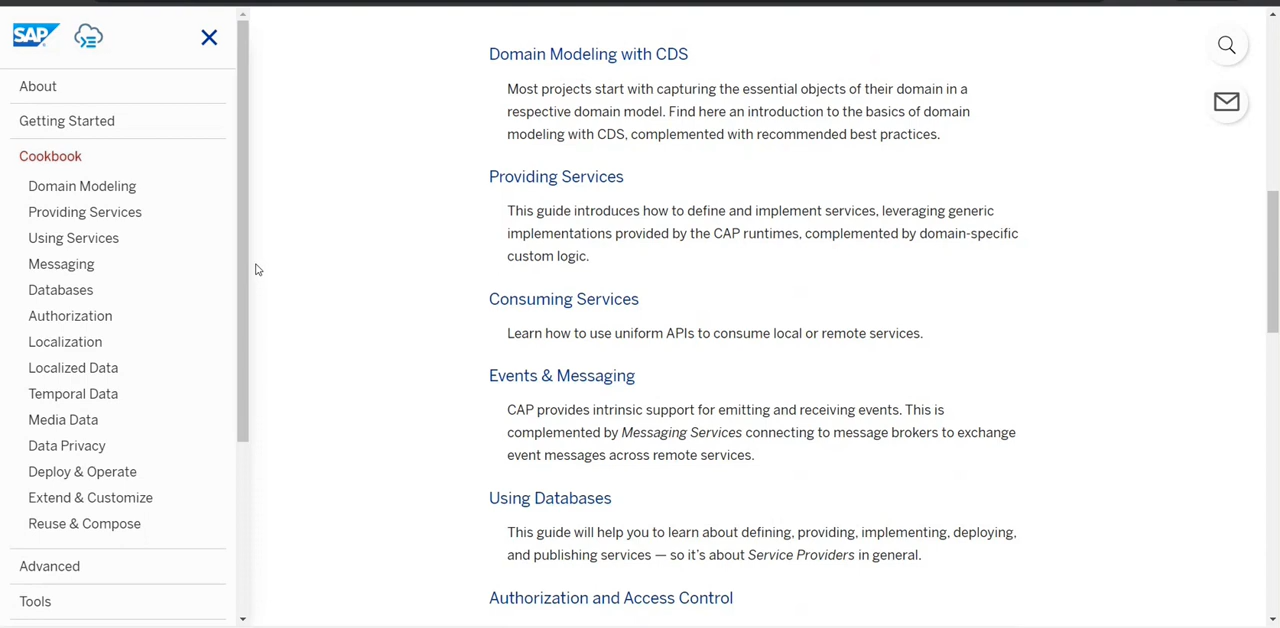 SAP
About
Getting Started
Cookbook
Domain Modeling
Providing Services
Using Services
Messaging
Databases
Authorization
Localization
Localized Data
Temporal Data
Media Data
Data Privacy
Deploy & Operate
Extend & Customize
Reuse & Compose
Advanced
Tools
Domain Modeling with CDS
Most projects start with capturing the essential objects of their domain in a
respective domain model. Find here an introduction to the basics of domain
modeling with CDS, complemented with recommended best practices.
Providing Services
This guide introduces how to define and implement services, leveraging generic
implementations provided by the CAP runtimes, complemented by domain-specific
custom logic.
Consuming Services
Learn how to use uniform APIs to consume local or remote services.
Events & Messaging
CAP provides intrinsic support for emitting and receiving events. This is
complemented by Messaging Services connecting to message brokers to exchange
event messages across remote services.
Using Databases
This guide will help you to learn about defining, providing, implementing, deploying,
and publishing services — so it's about Service Providers in general.
Authorization and Access Control